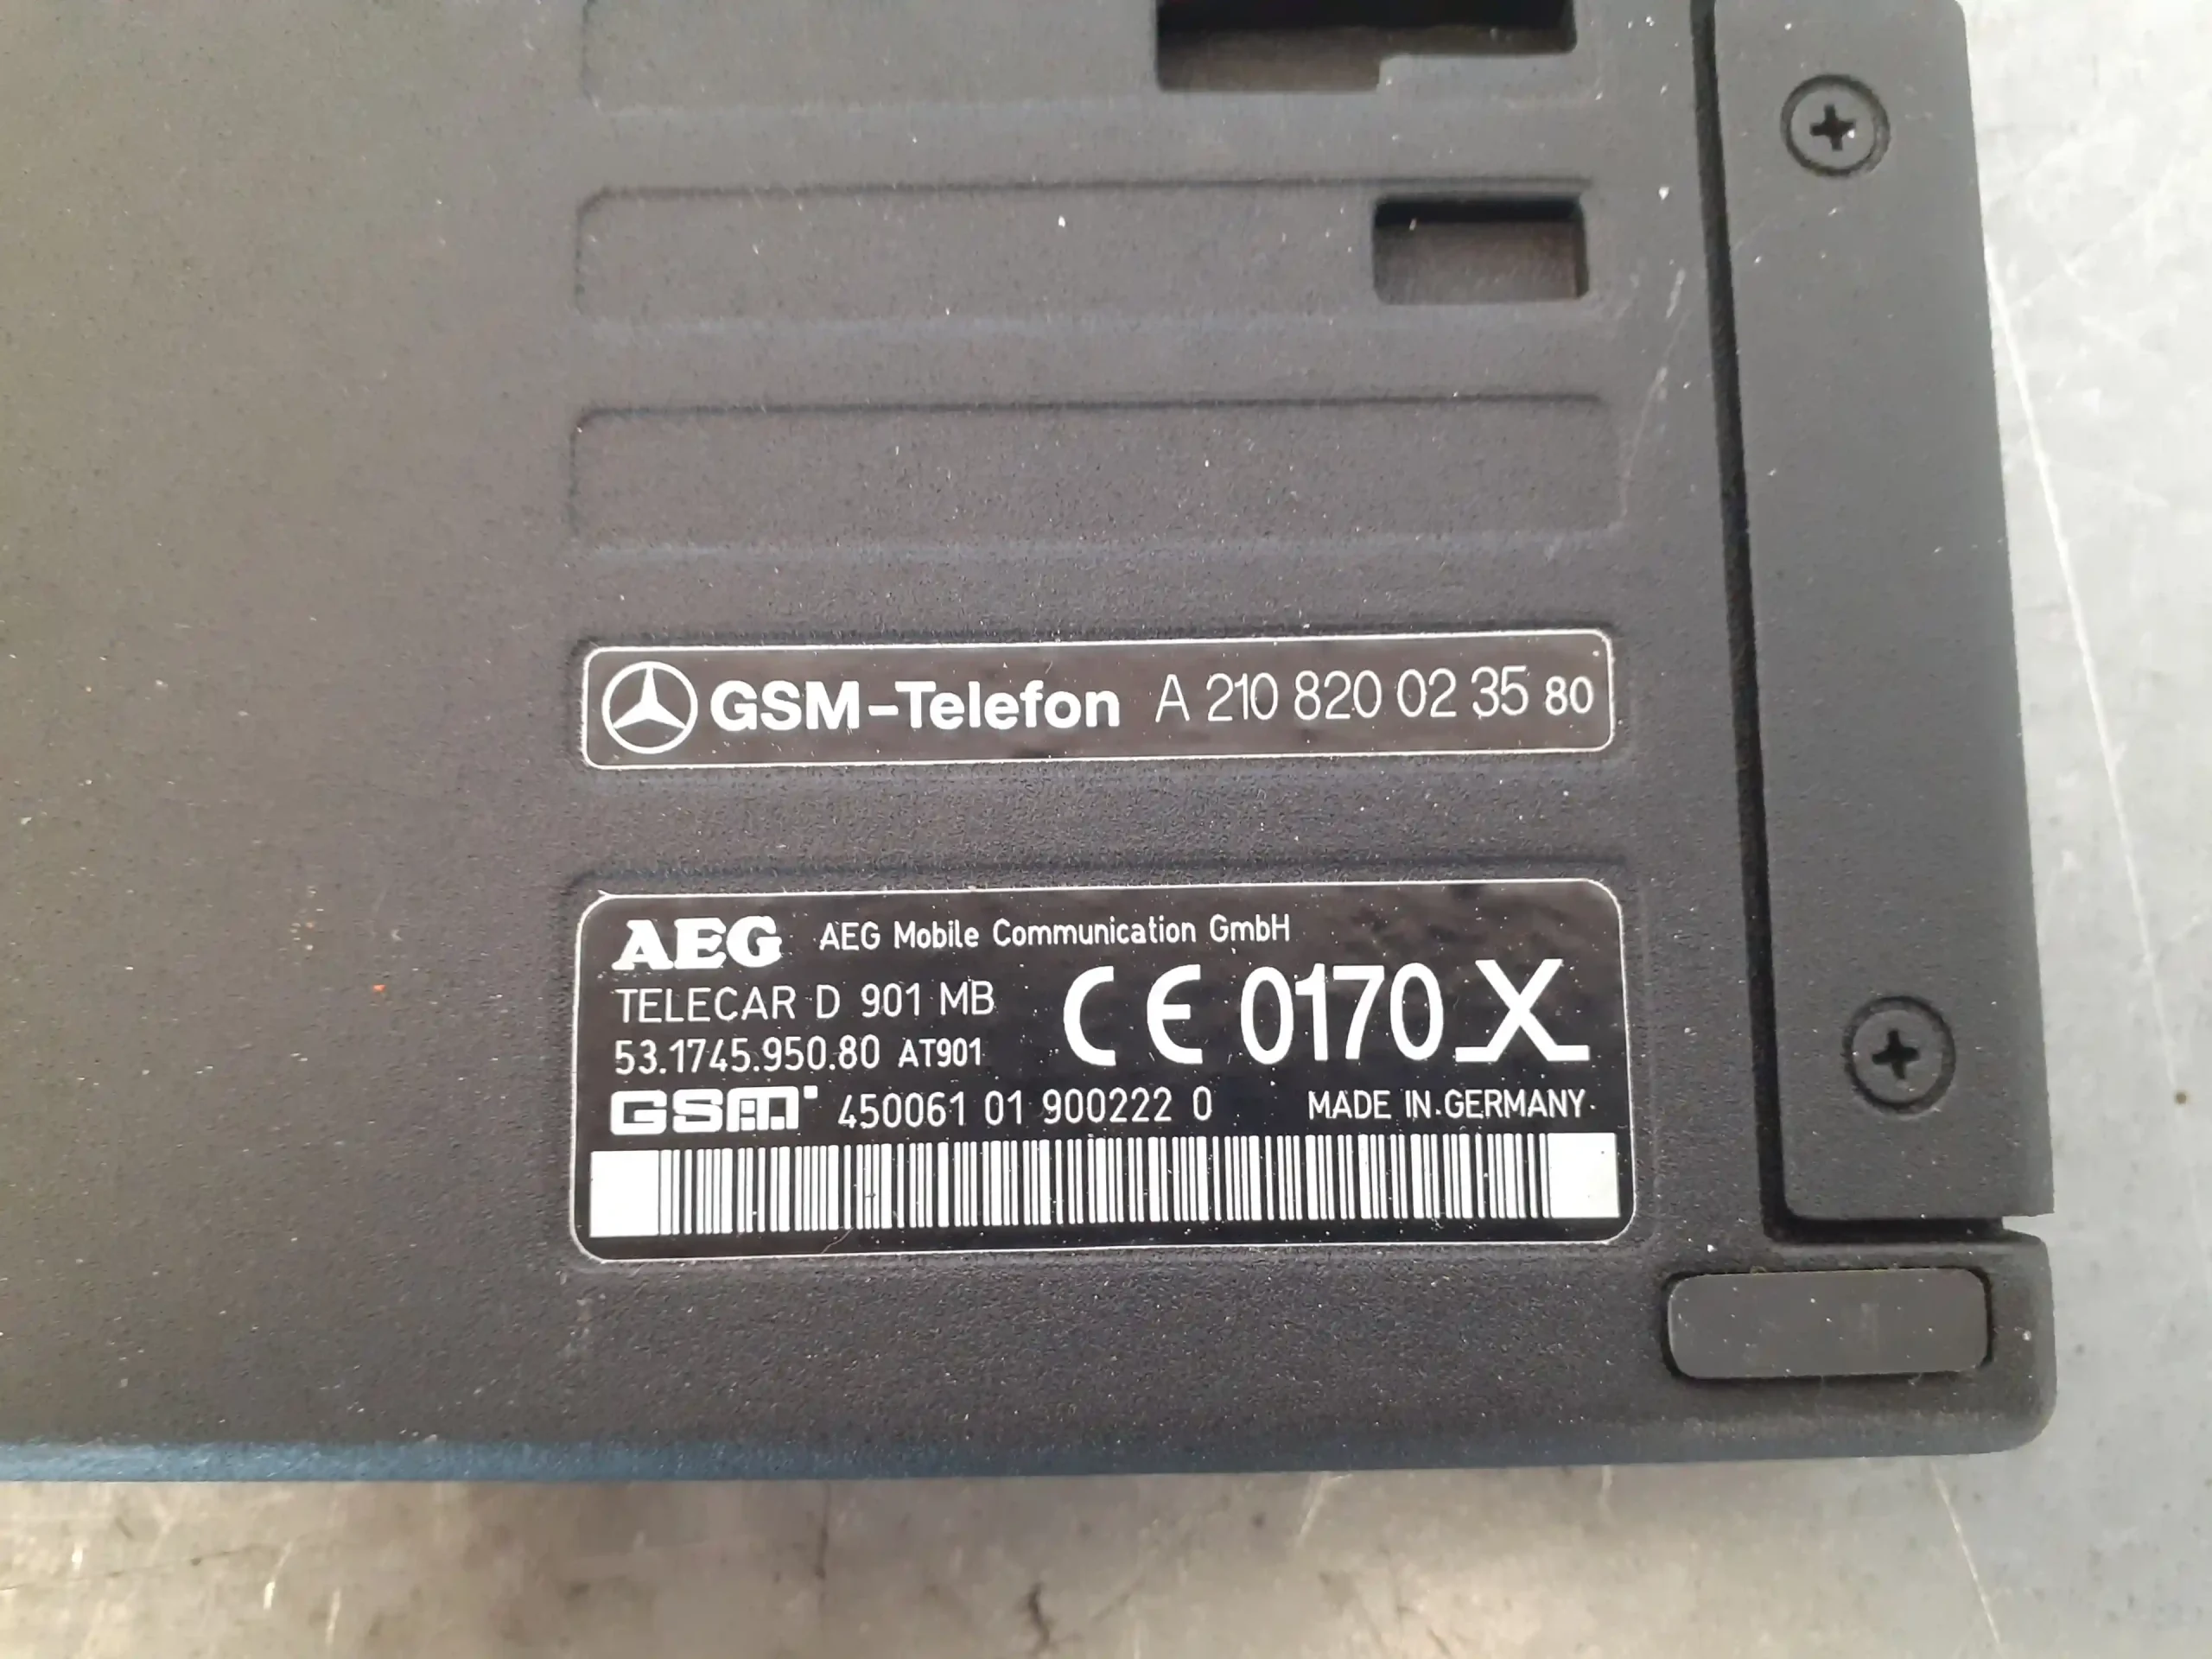 GSM-Telefon A 210 820 02 35 80
AEG AEG Mobile Communication GmbH
TELECAR D 901 MB CE 0170 X
53.1745.950.80 AT901
GSM 450061 01 900222 0 MADE IN GERMANY